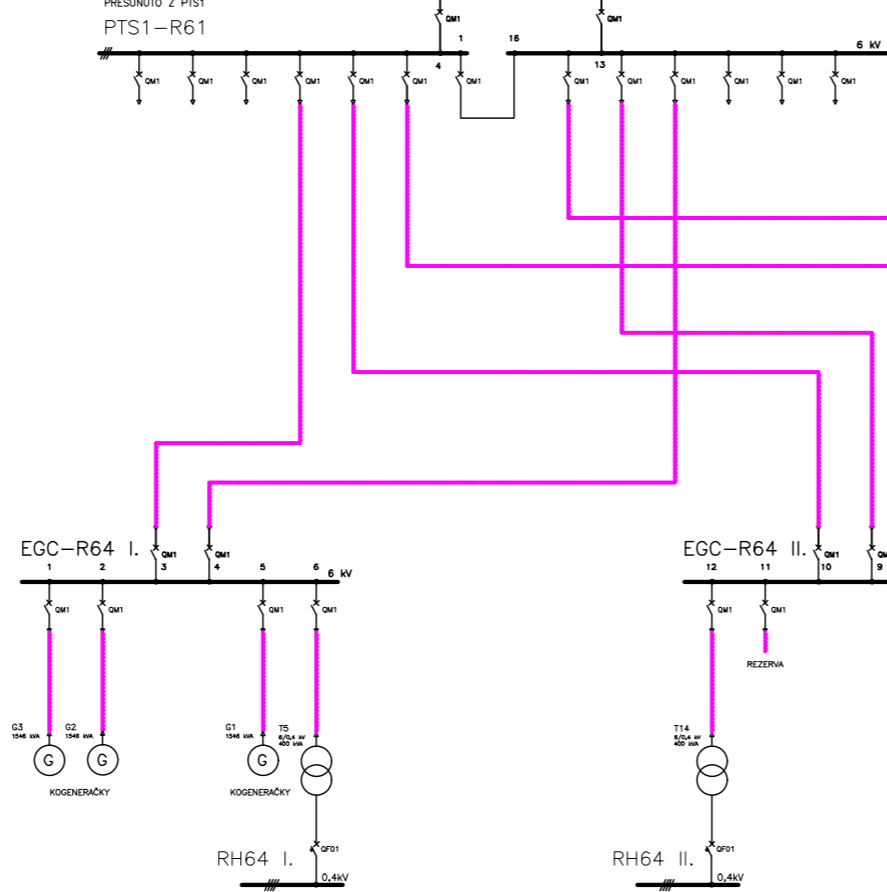 PŘESUNUTO Z PTS1
PTS1-R61
QM1
QM1
1
16
4
13
6 kV
QM1
QM1
QM1
QM1
QM1
QM1
QM1
QM1
QM1
QM1
QM1
QM1
QM1
EGC-R64 I.
QM1
QM1
EGC-R64 II.
QM1
QM
1
2
3
4
5
6
6 kV
12
11
10
9
QM1
QM1
QM1
QM1
QM1
QM1
REZERVA
G3
1546 kVA
G2
1546 kVA
G1
1546 kVA
T5
6/0,4 kV
400 kVA
T14
6/0,4 kV
400 kVA
G
G
G
KOGENERAČKY
KOGENERAČKY
RH64 I.
QF01
RH64 II.
QF01
0,4kV
0,4kV